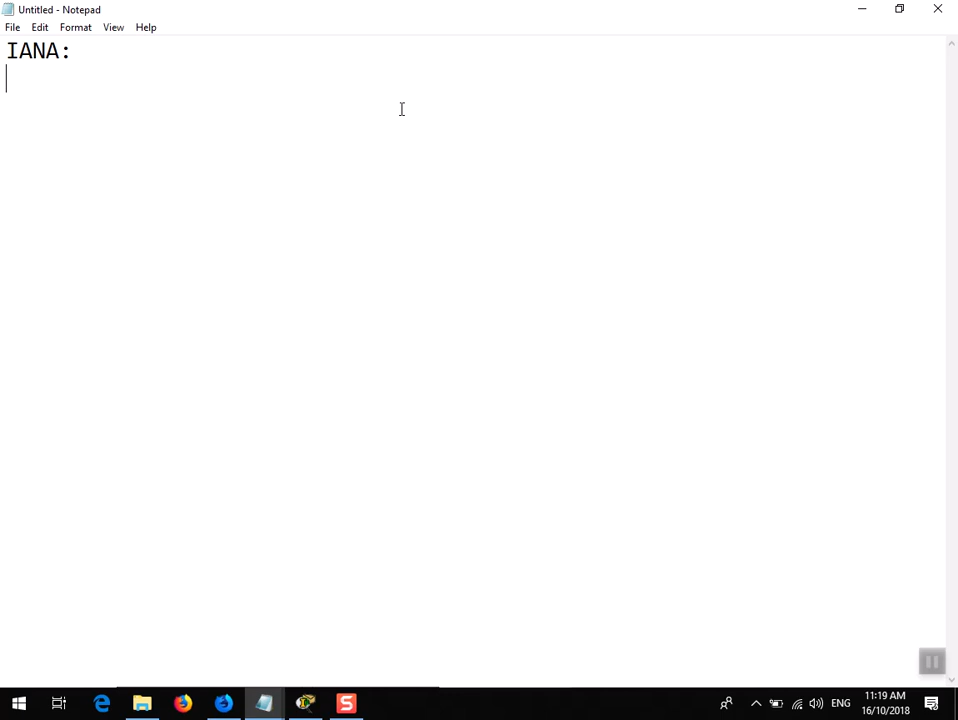 Untitled - Notepad
File Edit Format View Help
IANA:
ENG
11:19 AM
16/10/2018